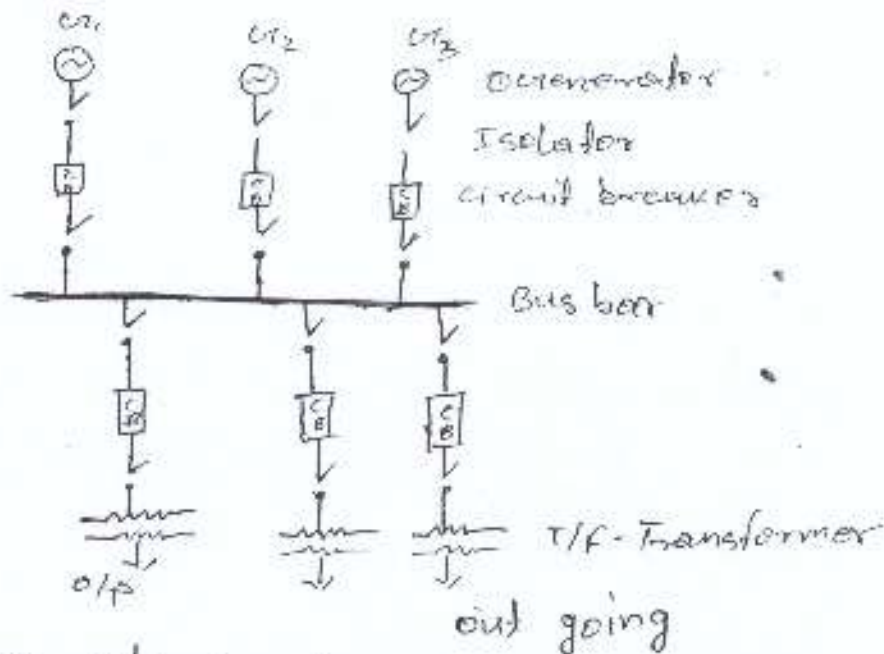 G1 G2 G3
Generator
Isolator
circuit breaker
C B C B C B
Bus bar
C B C B C B
T/F - Transformer
O/P
out going